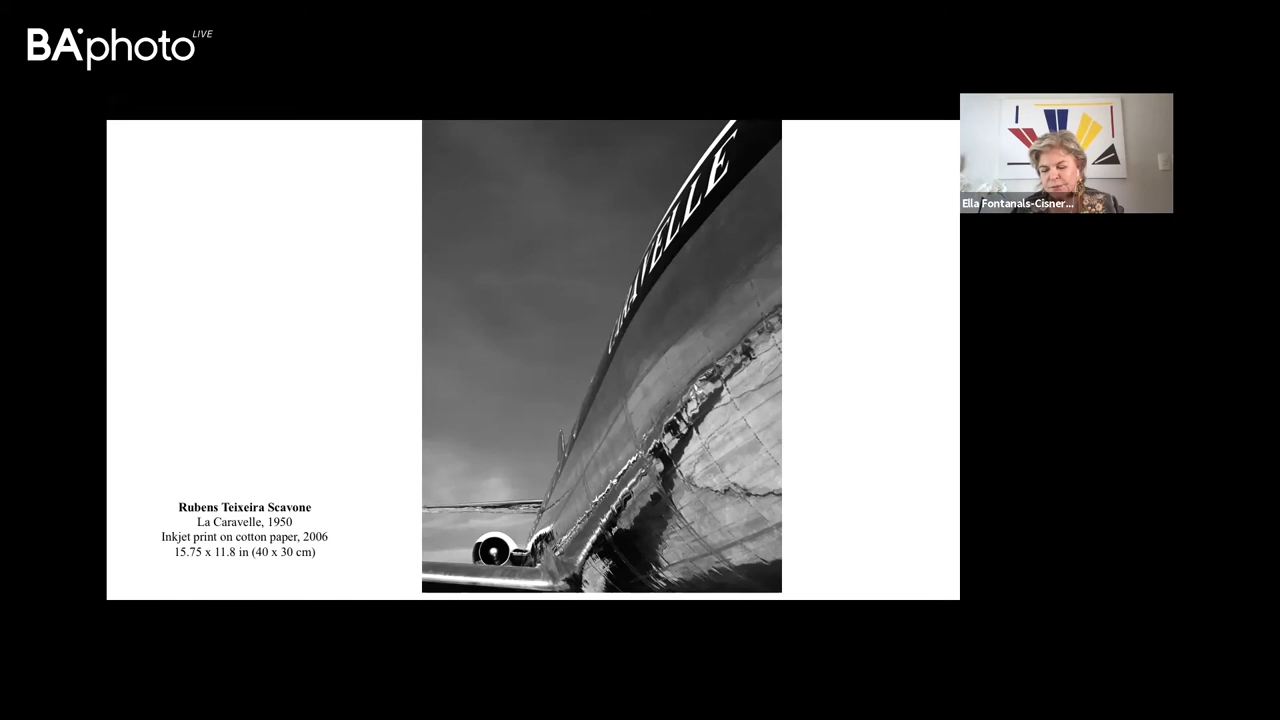 BAphoto LIVE
Ella Fontanals-Cisner...
RAVELLE
Rubens Teixeira Scavone
La Caravelle, 1950
Inkjet print on cotton paper, 2006
15.75 x 11.8 in (40 x 30 cm)